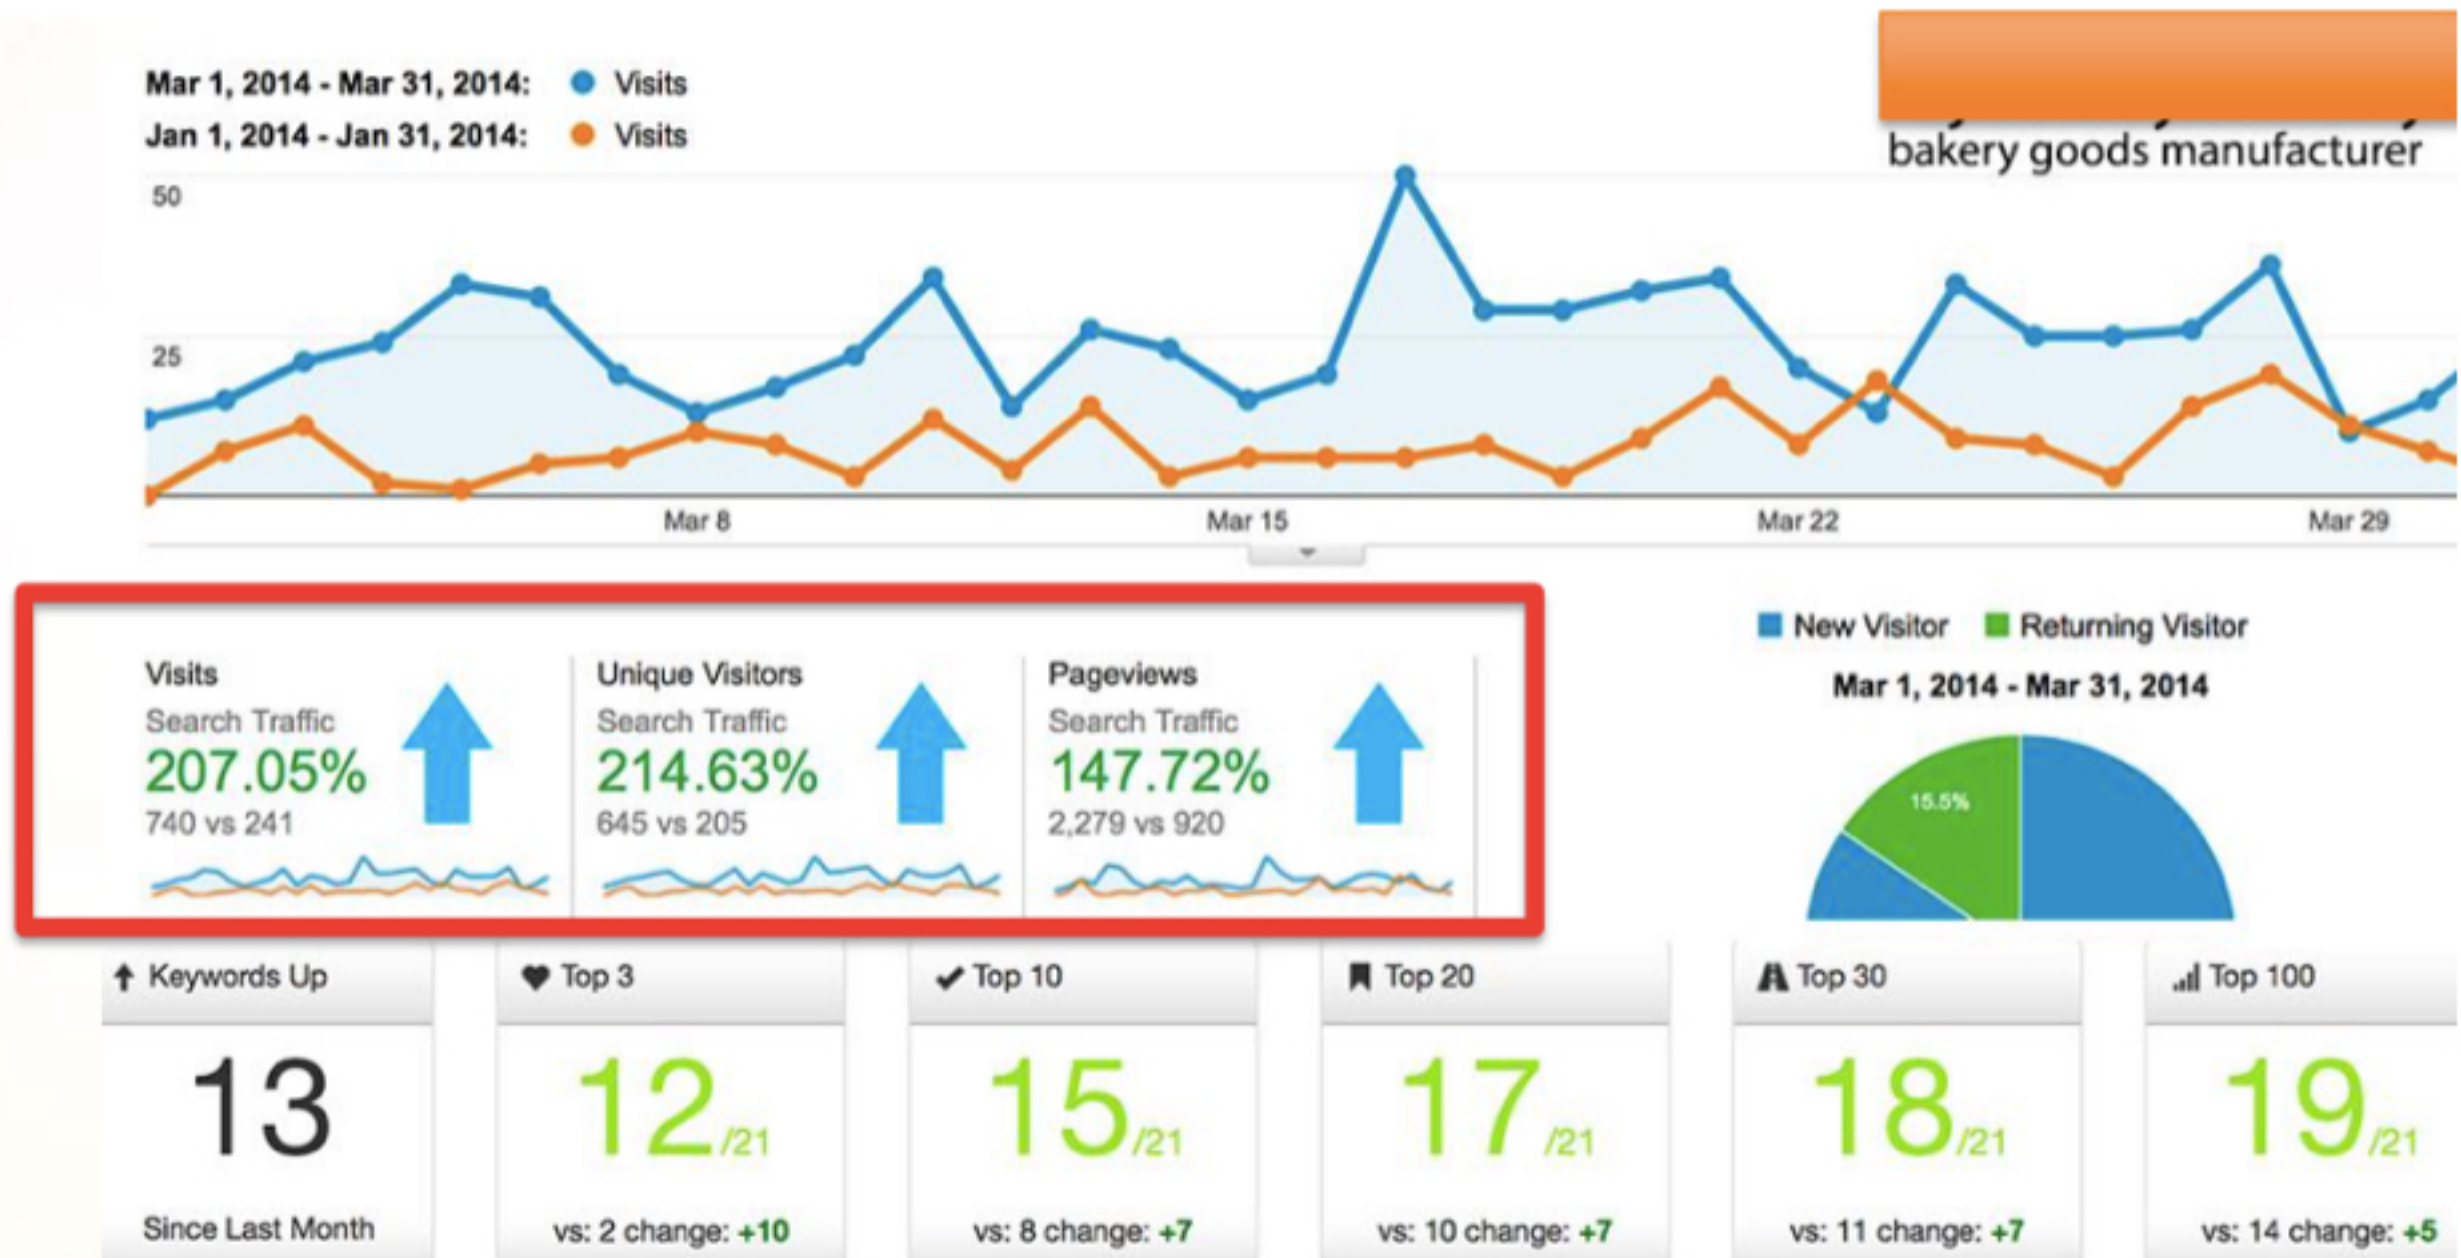 Mar 1, 2014 - Mar 31, 2014: Visits
Jan 1, 2014 - Jan 31, 2014: Visits
bakery goods manufacturer
50
25
Mar 8 Mar 15 Mar 22 Mar 29
Visits
Search Traffic
207.05%
740 vs 241
Unique Visitors
Search Traffic
214.63%
645 vs 205
Pageviews
Search Traffic
147.72%
2,279 vs 920
New Visitor Returning Visitor
Mar 1, 2014 - Mar 31, 2014
15.5%
Keywords Up
13
Since Last Month
Top 3
12/21
vs: 2 change: +10
Top 10
15/21
vs: 8 change: +7
Top 20
17/21
vs: 10 change: +7
Top 30
18/21
vs: 11 change: +7
Top 100
19/21
vs: 14 change: +5